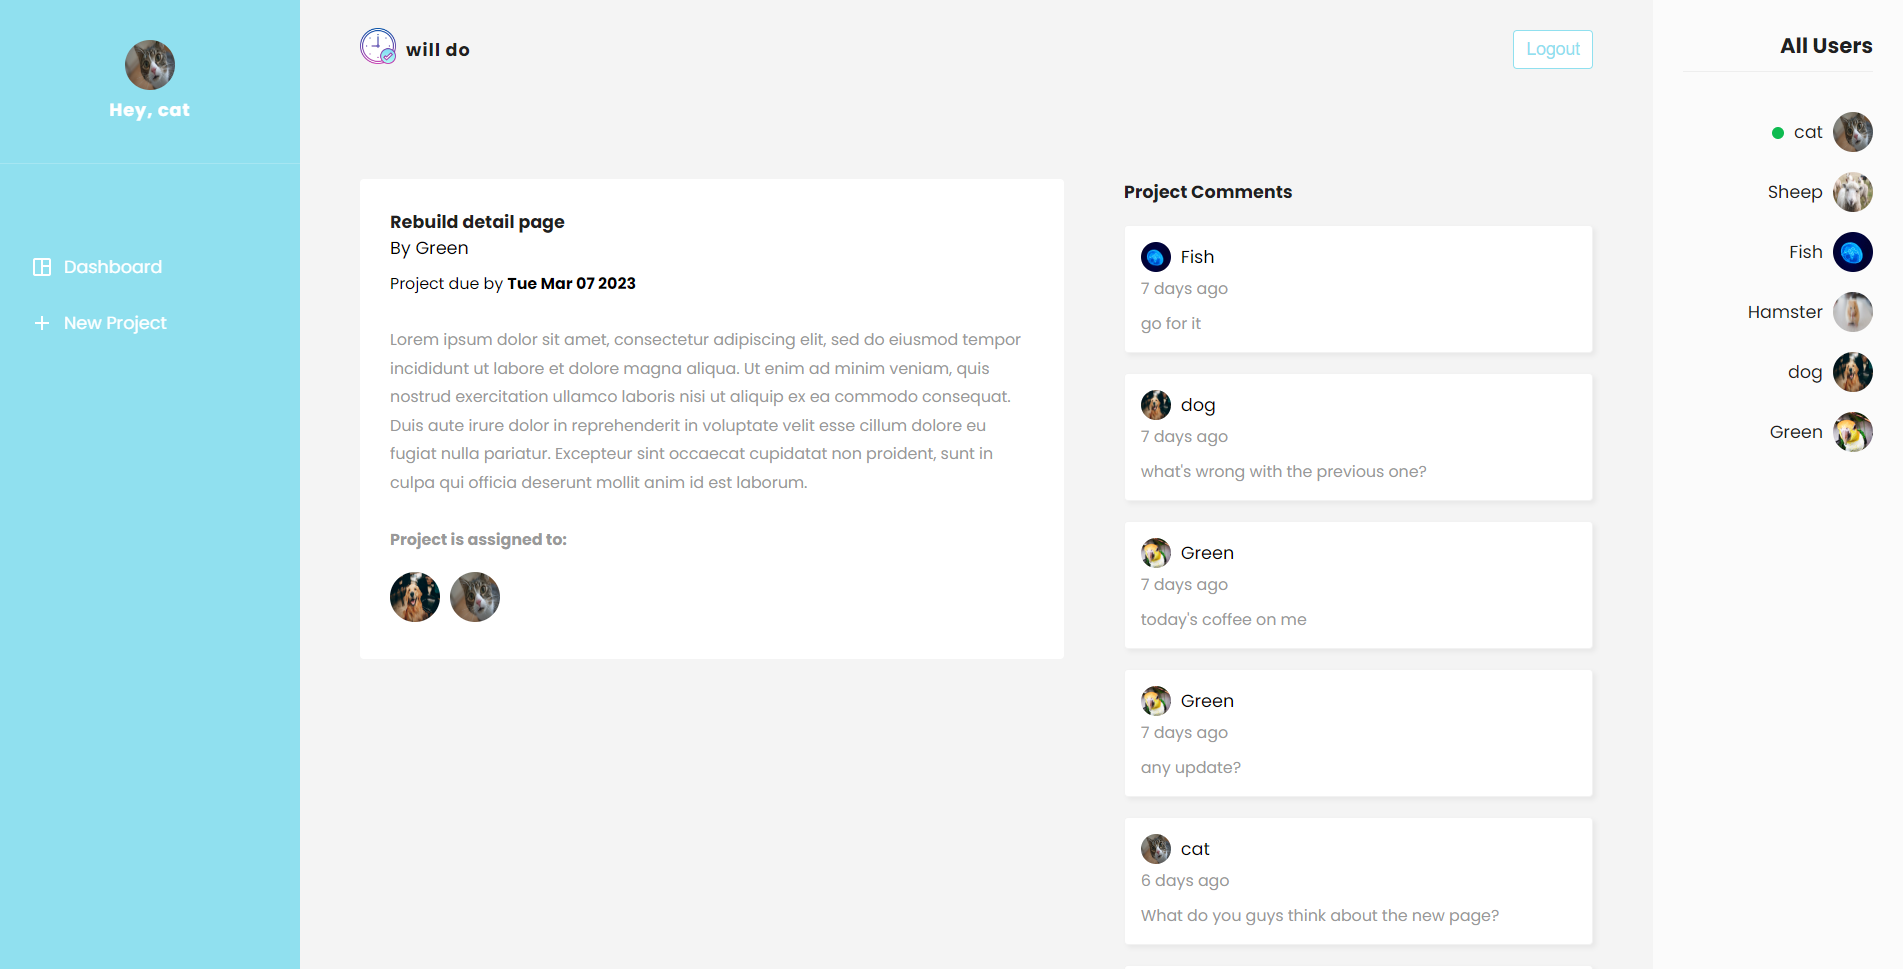 Hey, cat
Dashboard
New Project
will do
Logout
Rebuild detail page
By Green
Project due by Tue Mar 07 2023
Lorem ipsum dolor sit amet, consectetur adipiscing elit, sed do eiusmod tempor
incididunt ut labore et dolore magna aliqua. Ut enim ad minim veniam, quis
nostrud exercitation ullamco laboris nisi ut aliquip ex ea commodo consequat.
Duis aute irure dolor in reprehenderit in voluptate velit esse cillum dolore eu
fugiat nulla pariatur. Excepteur sint occaecat cupidatat non proident, sunt in
culpa qui officia deserunt mollit anim id est laborum.
Project is assigned to:
Project Comments
Fish
7 days ago
go for it
dog
7 days ago
what's wrong with the previous one?
Green
7 days ago
today's coffee on me
Green
7 days ago
any update?
cat
6 days ago
What do you guys think about the new page?
All Users
cat
Sheep
Fish
Hamster
dog
Green